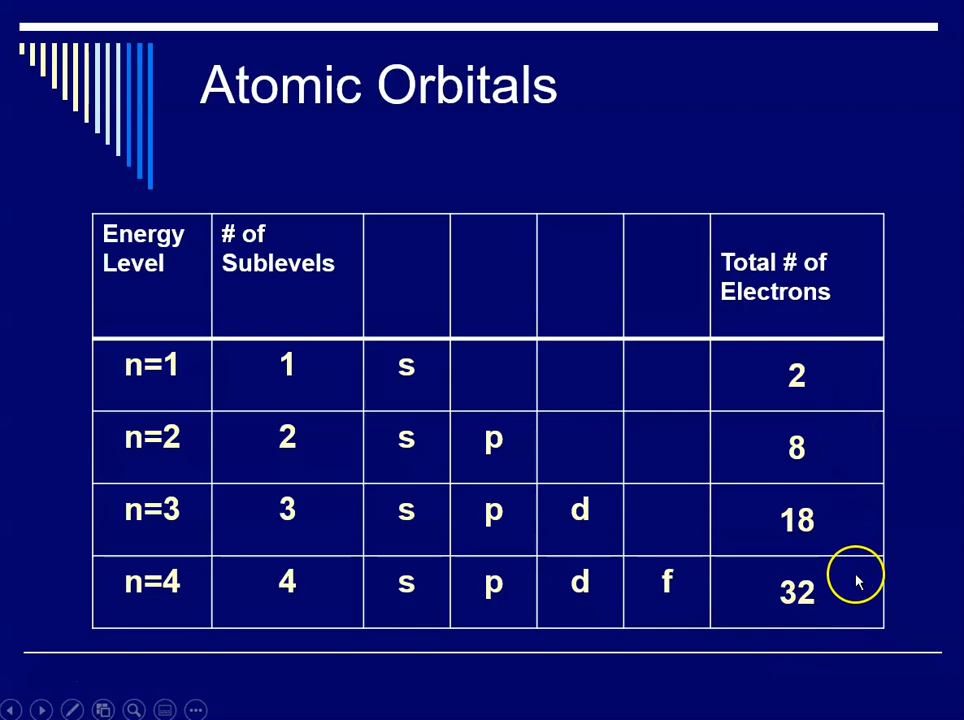 Atomic Orbitals
Energy Level # of Sublevels Total # of Electrons
n=1 1 s 2
n=2 2 s p 8
n=3 3 s p d 18
n=4 4 s p d f 32